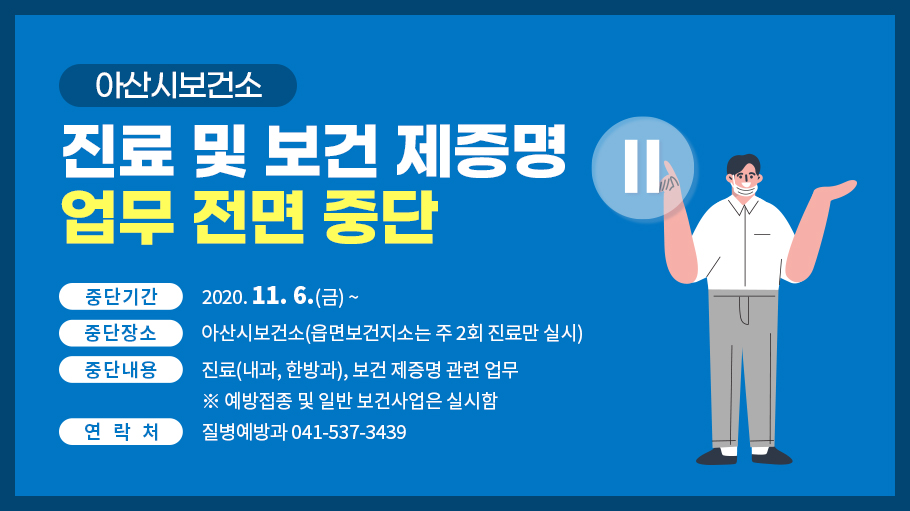 아산시보건소
진료 및 보건 제증명
업무 전면 중단
중단기간 2020. 11. 6.(금) ~
중단장소 아산시보건소(읍면보건지소는 주 2회 진료만 실시)
중단내용 진료(내과, 한방과), 보건 제증명 관련 업무
※ 예방접종 및 일반 보건사업은 실시함
연 락 처 질병예방과 041-537-3439